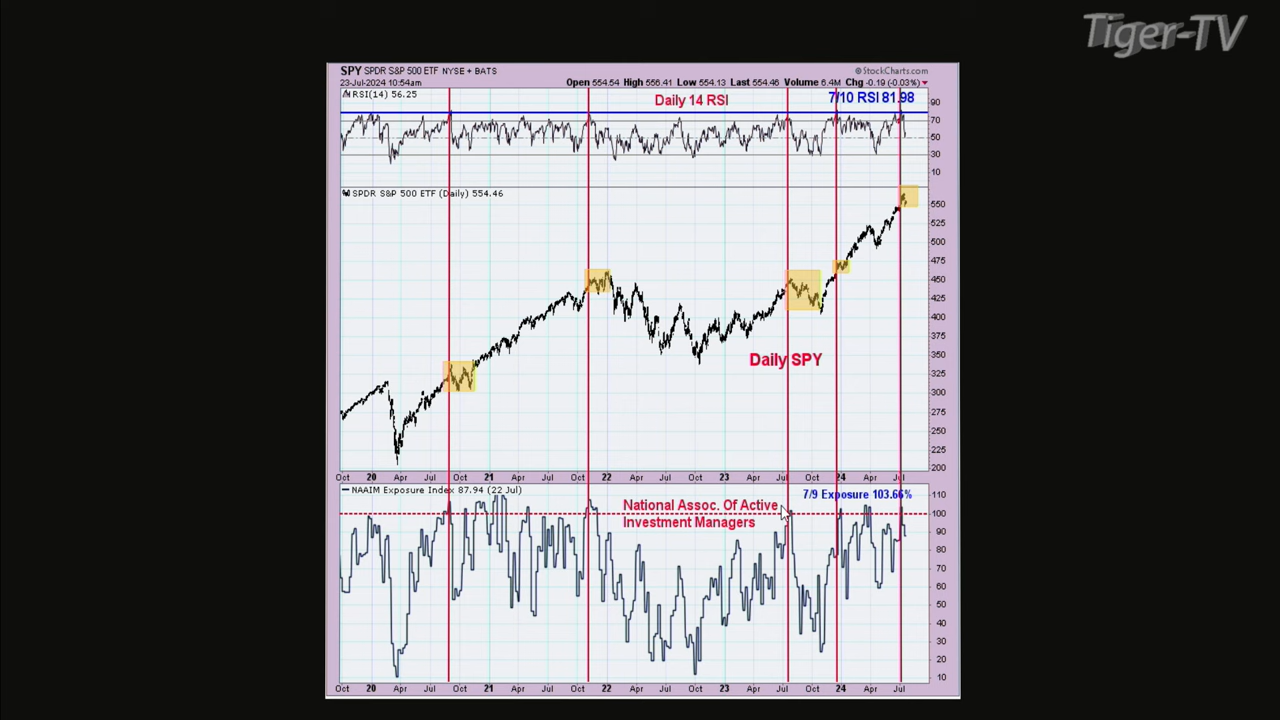 Tiger-TV
SPY SPDR S&P 500 ETF NYSE + BATS
© StockCharts.com
23-Jul-2024 10:54am
Open 554.54 High 556.41 Low 554.13 Last 554.46 Volume 6.4M Chg -0.19 (-0.03%)
RSI(14) 56.25
Daily 14 RSI
7/10 RSI 81.98
90
70
50
30
10
SPDR S&P 500 ETF (Daily) 554.46
550
525
500
475
450
425
400
375
350
325
300
275
250
225
200
Daily SPY
Oct 20 Apr Jul Oct 21 Apr Jul Oct 22 Apr Jul Oct 23 Apr Jul Oct 24 Apr Jul
NAAIM Exposure Index 87.94 (22 Jul)
7/9 Exposure 103.66%
National Assoc. Of Active
Investment Managers
110
100
90
80
70
60
50
40
30
20
10
Oct 20 Apr Jul Oct 21 Apr Jul Oct 22 Apr Jul Oct 23 Apr Jul Oct 24 Apr Jul